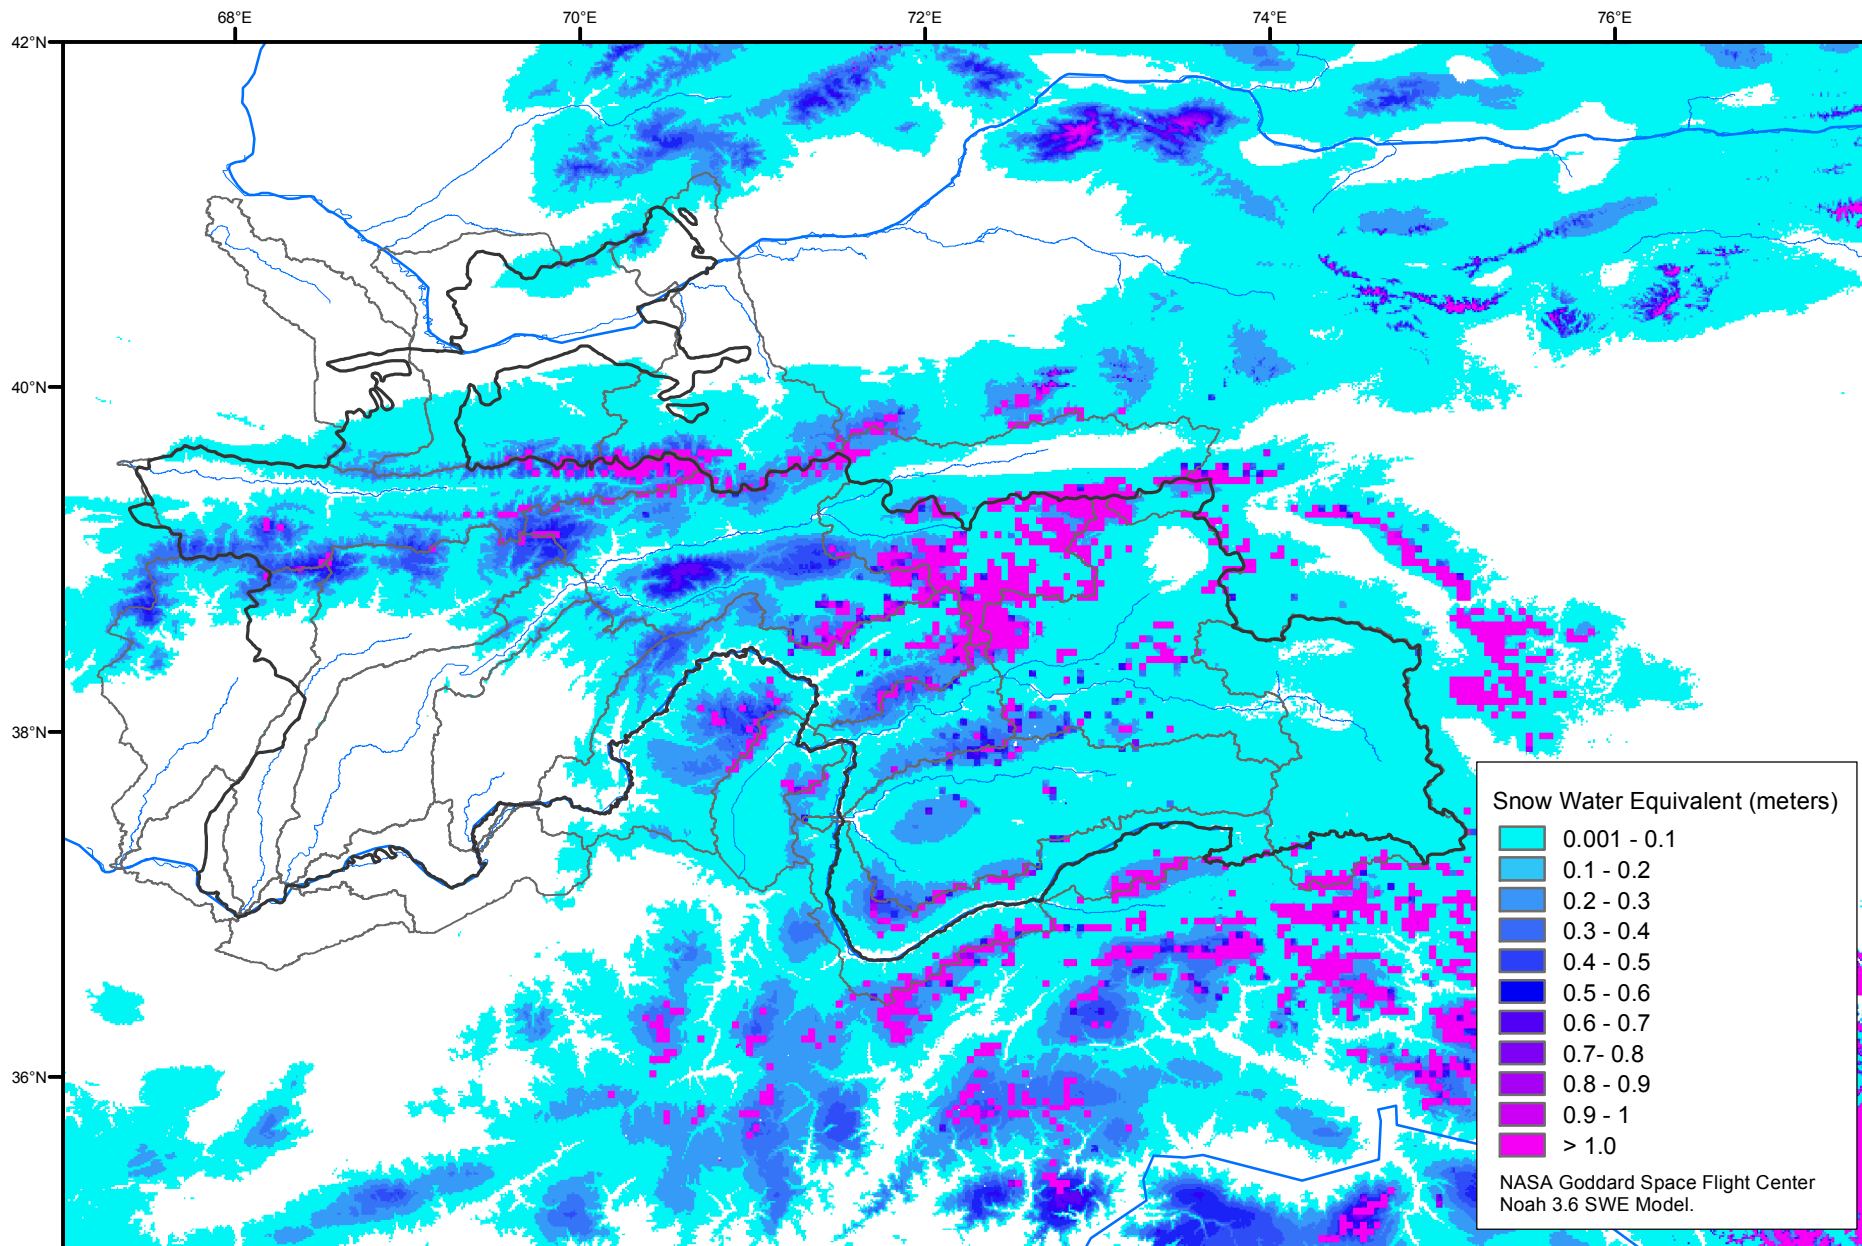 68°E 70°E 72°E 74°E 76°E
42°N
40°N
38°N
36°N
Snow Water Equivalent (meters)
0.001 - 0.1
0.1 - 0.2
0.2 - 0.3
0.3 - 0.4
0.4 - 0.5
0.5 - 0.6
0.6 - 0.7
0.7- 0.8
0.8 - 0.9
0.9 - 1
> 1.0
NASA Goddard Space Flight Center
Noah 3.6 SWE Model.